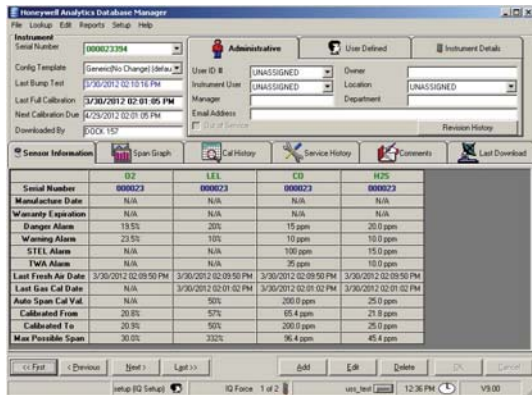 Honeywell Analytics Database Manager
File Lookup Edit Reports Setup Help
Instrument
Serial Number 000023394
Config Template Generic(No Change) (defau
Last Bump Test 3/30/2012 02:10:16 PM
Last Full Calibration 3/30/2012 02:01:05 PM
Next Calibration Due 4/29/2012 02:01:05 PM
Downloaded By DOCK 157
Administrative User Defined Instrument Details
User ID # UNASSIGNED Owner
Instrument User UNASSIGNED Location UNASSIGNED
Manager Department
Email Address
Out of Service Revision History
Sensor Information Span Graph Cal History Service History Comments Last Download
O2 LEL CO H2S
Serial Number 000023 000023 000023 000023
Manufacture Date N/A N/A N/A N/A
Warranty Expiration N/A N/A N/A N/A
Danger Alarm 19.5% 20% 15 ppm 20.0 ppm
Warning Alarm 23.5% 10% 10 ppm 10.0 ppm
STEL Alarm N/A N/A 100 ppm 15.0 ppm
TWA Alarm N/A N/A 35 ppm 10.0 ppm
Last Fresh Air Date 3/30/2012 02:09:50 PM 3/30/2012 02:09:50 PM 3/30/2012 02:09:50 PM 3/30/2012 02:09:50 PM
Last Gas Cal Date N/A 3/30/2012 02:01:02 PM 3/30/2012 02:01:02 PM 3/30/2012 02:01:02 PM
Auto Span Cal Val. N/A 50% 200.0 ppm 25.0 ppm
Calibrated From 20.8% 57% 65.4 ppm 21.8 ppm
Calibrated To 20.9% 50% 200.0 ppm 25.0 ppm
Max Possible Span 30.0% 332% 96.4 ppm 45.4 ppm
<< First < Previous Next > Last >> Add Edit Delete OK Cancel
setup (IQ Setup) IQ Force 1 of 2 uss_test 12:36 PM V9.00